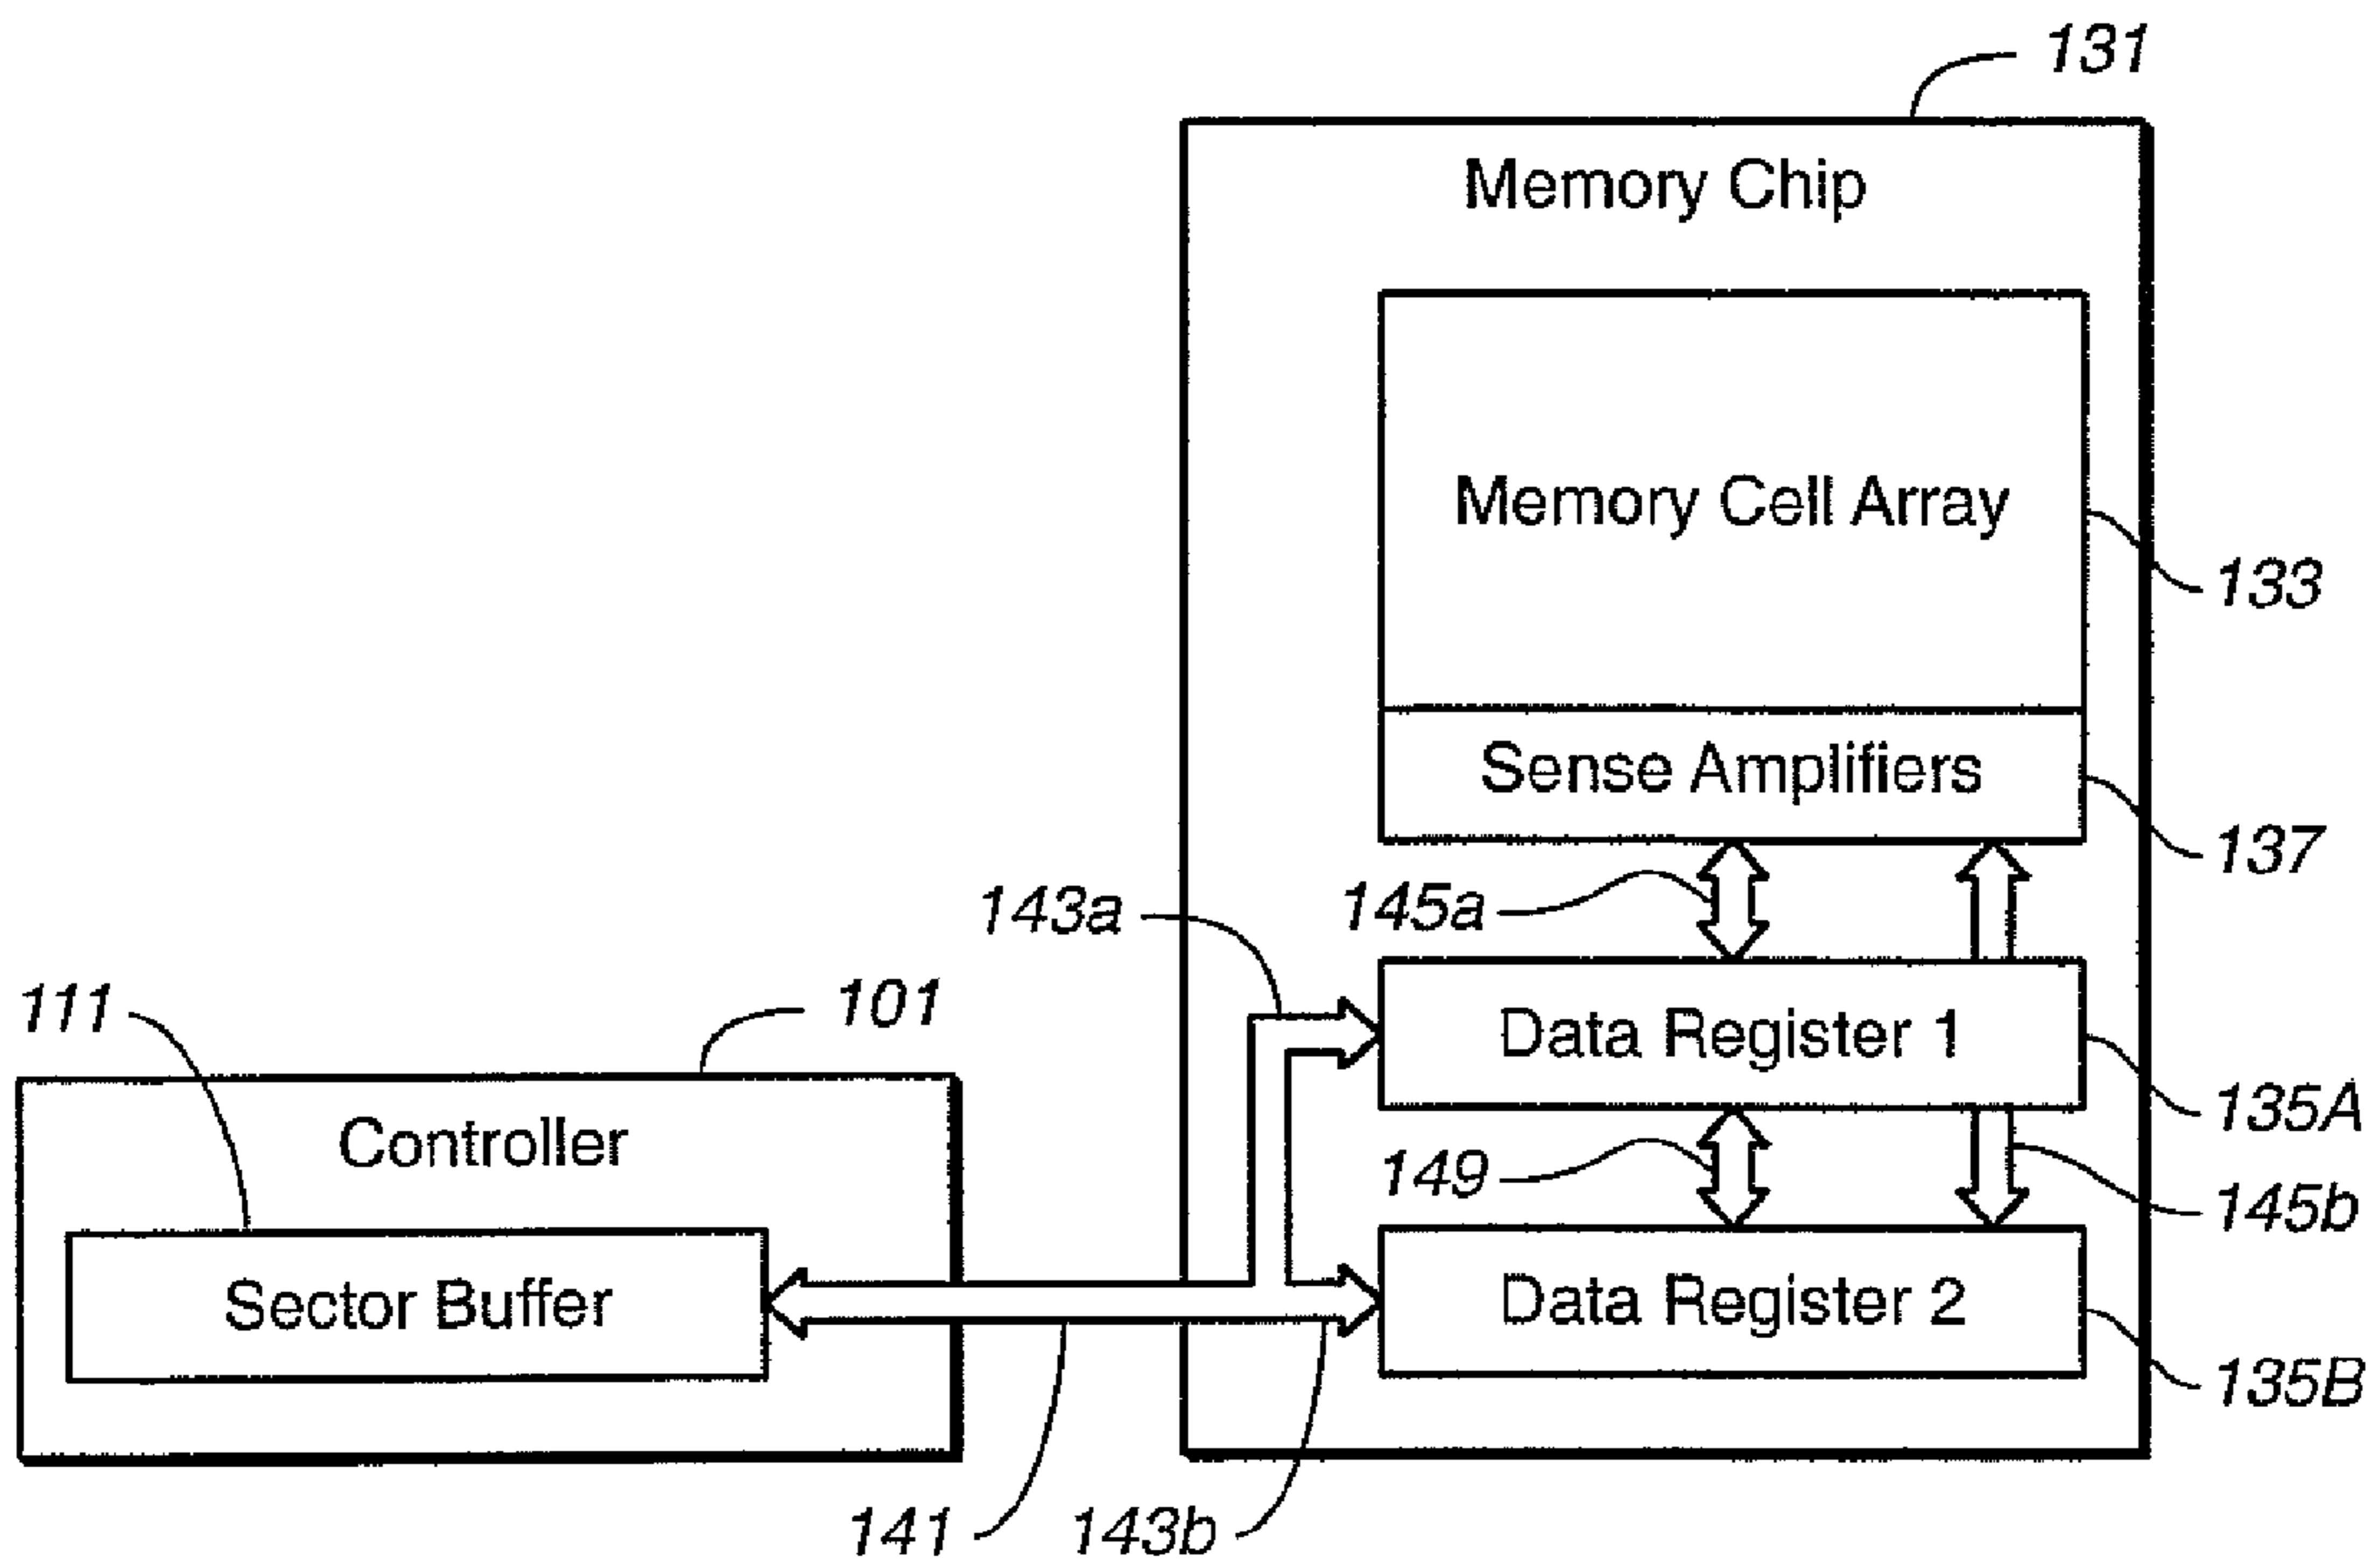 131
Memory Chip
Memory Cell Array
133
Sense Amplifiers
137
143a
145a
111
101
Data Register 1
135A
Controller
149
145b
Sector Buffer
Data Register 2
135B
141
143b